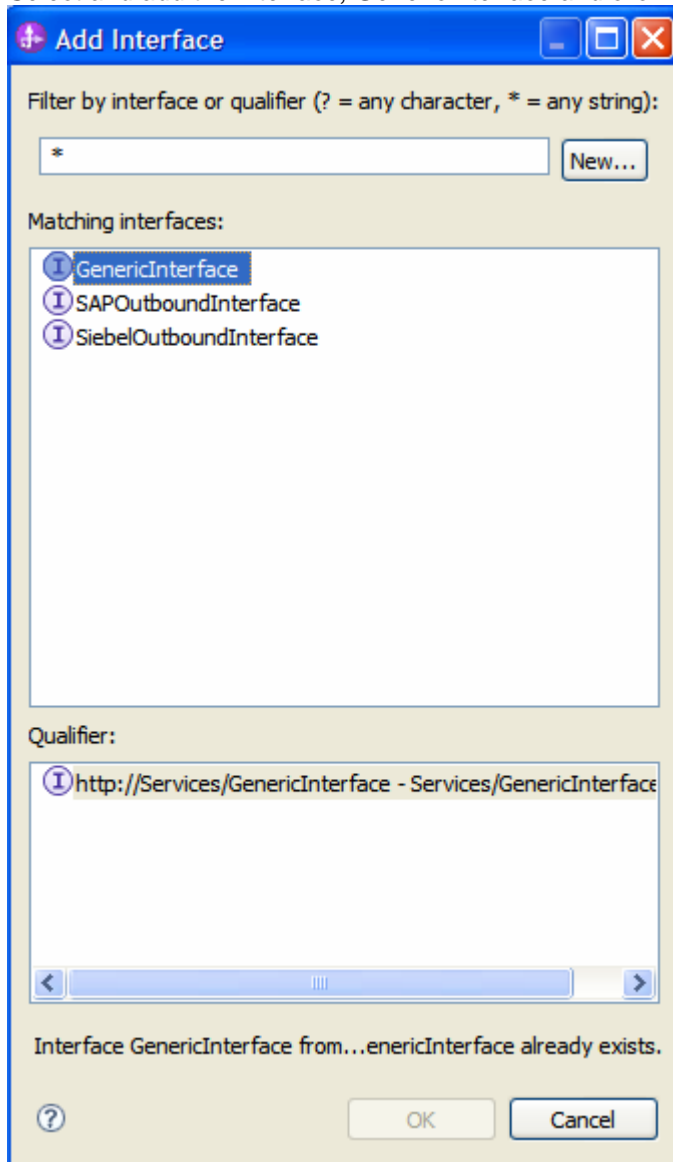 Add Interface
Filter by interface or qualifier (? = any character, * = any string):
*
New...
Matching interfaces:
I GenericInterface
I SAPOutboundInterface
I SiebelOutboundInterface
Qualifier:
I http://Services/GenericInterface - Services/GenericInterface
Interface GenericInterface from...enericInterface already exists.
? OK Cancel